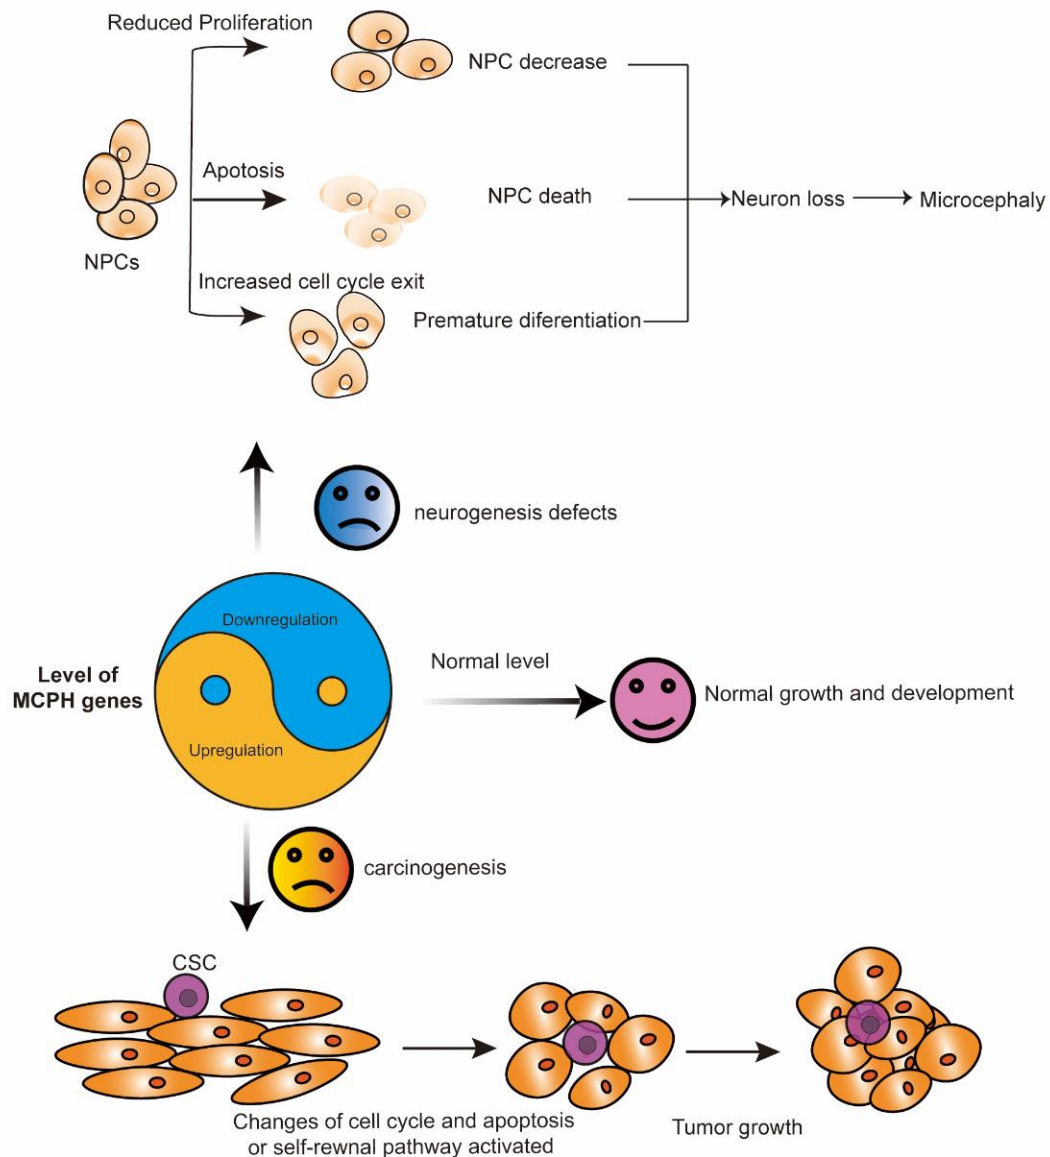 Reduced Proliferation
NPC decrease
Apotosis
NPC death
Neuron loss
Microcephaly
NPCs
Increased cell cycle exit
Premature diferentiation
neurogenesis defects
Downregulation
Level of
MCPH genes
Normal level
Normal growth and development
Upregulation
carcinogenesis
CSC
Changes of cell cycle and apoptosis
or self-rewnal pathway activated
Tumor growth